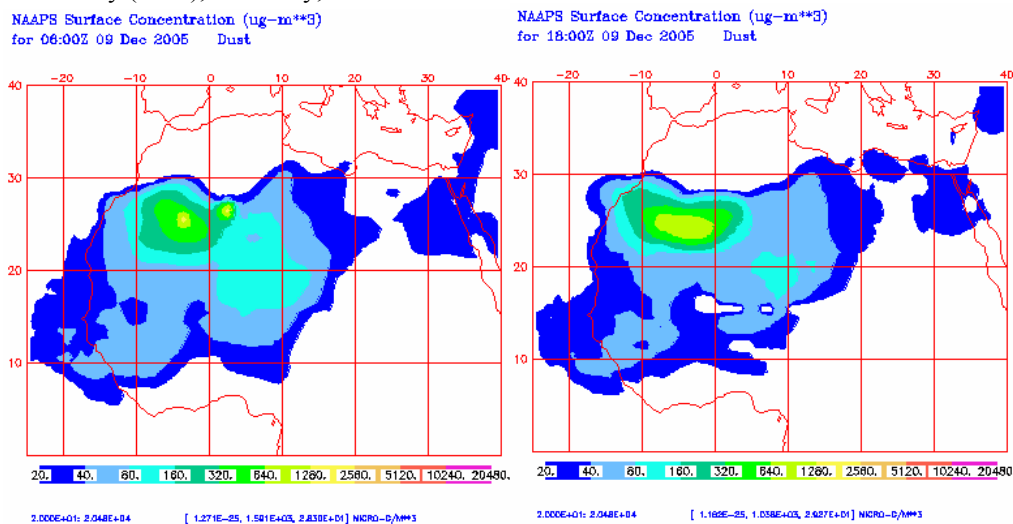 NAAPS Surface Concentration (ug-m**3)
for 06:00Z 09 Dec 2005 Dust
-20 -10 0 10 20 30 40
40
30
20
10
20. 40. 80. 160. 320. 640. 1280. 2560. 5120. 10240. 20480.
2.000E+01: 2.048E+04 [ 1.271E-25, 1.591E+03, 2.830E+01] MICRO-G/M**3
NAAPS Surface Concentration (ug-m**3)
for 18:00Z 09 Dec 2005 Dust
-20 -10 0 10 20 30 40
40
30
20
10
20. 40. 80. 160. 320. 640. 1280. 2560. 5120. 10240. 20480.
2.000E+01: 2.048E+04 [ 1.162E-25, 1.038E+03, 2.927E+01] MICRO-G/M**3